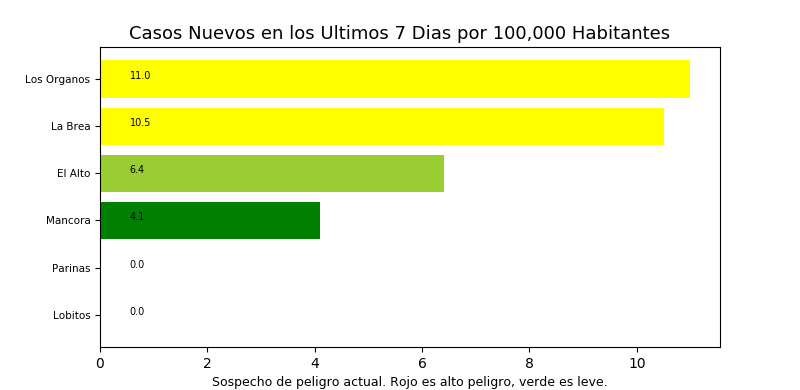 Casos Nuevos en los Ultimos 7 Dias por 100,000 Habitantes
Los Organos 11.0
La Brea 10.5
El Alto 6.4
Mancora 4.1
Parinas 0.0
Lobitos 0.0
0 2 4 6 8 10
Sospecho de peligro actual. Rojo es alto peligro, verde es leve.